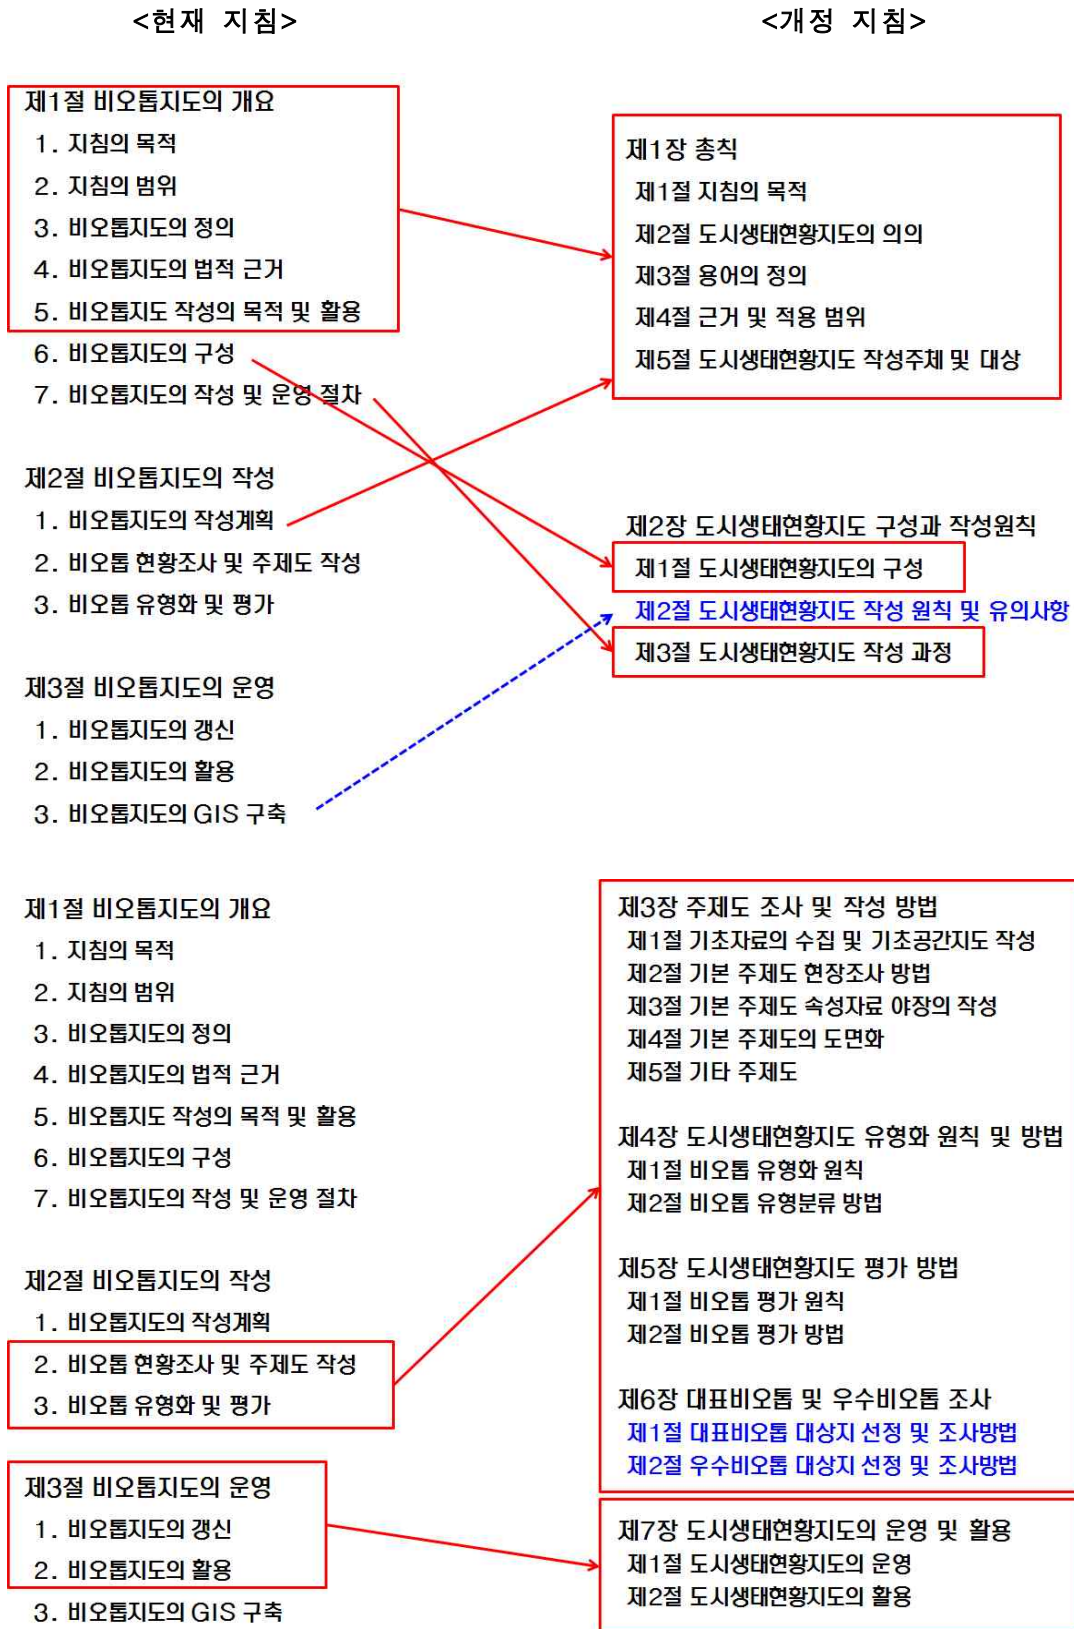 <현재 지침>
<개정 지침>
제1절 비오톱지도의 개요
1. 지침의 목적
2. 지침의 범위
3. 비오톱지도의 정의
4. 비오톱지도의 법적 근거
5. 비오톱지도 작성의 목적 및 활용
6. 비오톱지도의 구성
7. 비오톱지도의 작성 및 운영 절차
제2절 비오톱지도의 작성
1. 비오톱지도의 작성계획
2. 비오톱 현황조사 및 주제도 작성
3. 비오톱 유형화 및 평가
제3절 비오톱지도의 운영
1. 비오톱지도의 갱신
2. 비오톱지도의 활용
3. 비오톱지도의 GIS 구축
제1장 총칙
제1절 지침의 목적
제2절 도시생태현황지도의 의의
제3절 용어의 정의
제4절 근거 및 적용 범위
제5절 도시생태현황지도 작성주체 및 대상
제2장 도시생태현황지도 구성과 작성원칙
제1절 도시생태현황지도의 구성
제2절 도시생태현황지도 작성 원칙 및 유의사항
제3절 도시생태현황지도 작성 과정
제1절 비오톱지도의 개요
1. 지침의 목적
2. 지침의 범위
3. 비오톱지도의 정의
4. 비오톱지도의 법적 근거
5. 비오톱지도 작성의 목적 및 활용
6. 비오톱지도의 구성
7. 비오톱지도의 작성 및 운영 절차
제2절 비오톱지도의 작성
1. 비오톱지도의 작성계획
2. 비오톱 현황조사 및 주제도 작성
3. 비오톱 유형화 및 평가
제3절 비오톱지도의 운영
1. 비오톱지도의 갱신
2. 비오톱지도의 활용
3. 비오톱지도의 GIS 구축
제3장 주제도 조사 및 작성 방법
제1절 기초자료의 수집 및 기초공간지도 작성
제2절 기본 주제도 현장조사 방법
제3절 기본 주제도 속성자료 야장의 작성
제4절 기본 주제도의 도면화
제5절 기타 주제도
제4장 도시생태현황지도 유형화 원칙 및 방법
제1절 비오톱 유형화 원칙
제2절 비오톱 유형분류 방법
제5장 도시생태현황지도 평가 방법
제1절 비오톱 평가 원칙
제2절 비오톱 평가 방법
제6장 대표비오톱 및 우수비오톱 조사
제1절 대표비오톱 대상지 선정 및 조사방법
제2절 우수비오톱 대상지 선정 및 조사방법
제7장 도시생태현황지도의 운영 및 활용
제1절 도시생태현황지도의 운영
제2절 도시생태현황지도의 활용